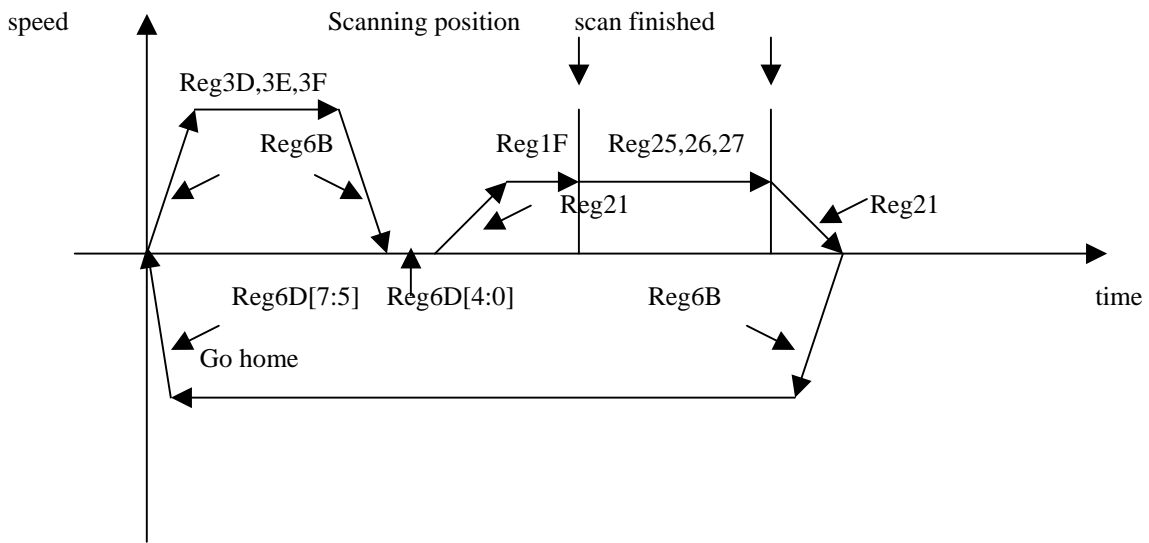 speed
Scanning position
scan finished
Reg3D,3E,3F
Reg6B
Reg1F
Reg25,26,27
Reg21
Reg21
Reg6D[7:5]
Reg6D[4:0]
Reg6B
time
Go home